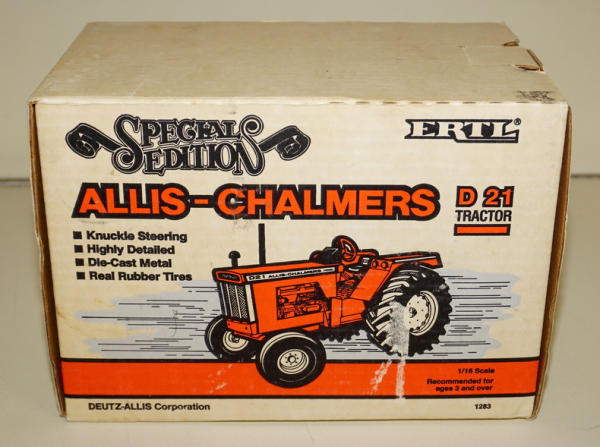 SPECIAL EDITION
ERTL®
ALLIS-CHALMERS
D 21
TRACTOR
■ Knuckle Steering
■ Highly Detailed
■ Die-Cast Metal
■ Real Rubber Tires
D21 ALLIS-CHALMERS
1/16 Scale
Recommended for
ages 3 and over
DEUTZ-ALLIS Corporation
1283